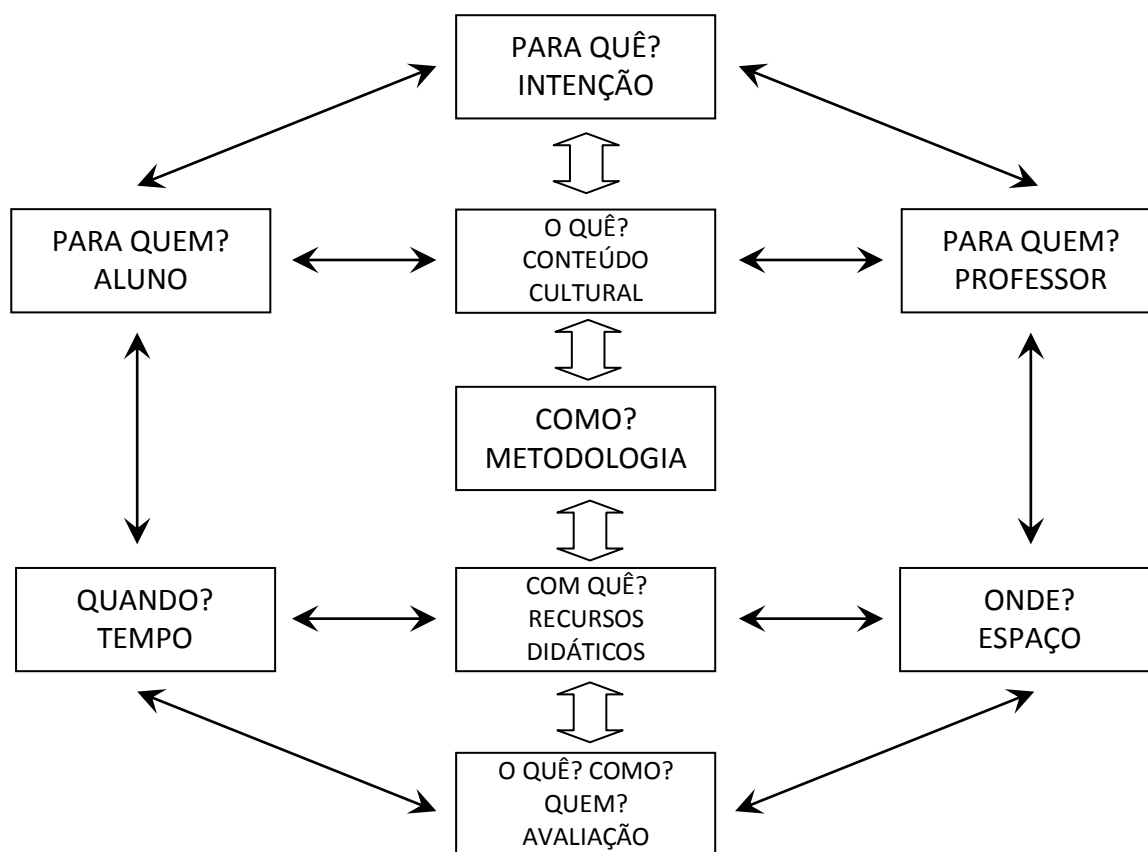 PARA QUÊ?
INTENÇÃO
PARA QUEM?
ALUNO
O QUÊ?
CONTEÚDO
CULTURAL
PARA QUEM?
PROFESSOR
COMO?
METODOLOGIA
QUANDO?
TEMPO
COM QUÊ?
RECURSOS
DIDÁTICOS
ONDE?
ESPAÇO
O QUÊ? COMO?
QUEM?
AVALIAÇÃO